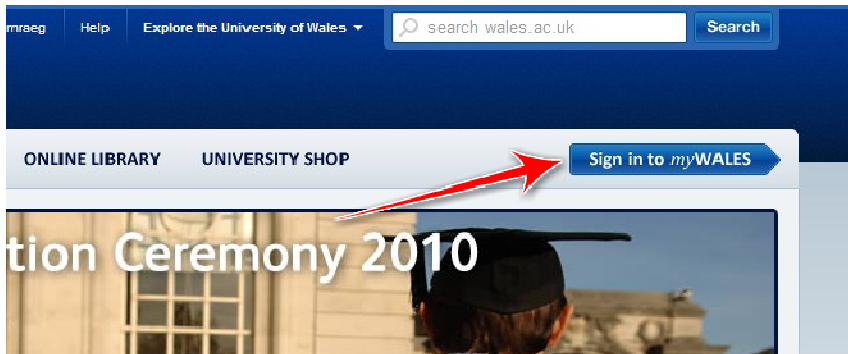 Help Explore the University of Wales search wales.ac.uk Search
ONLINE LIBRARY UNIVERSITY SHOP Sign in to myWALES
tion Ceremony 2010